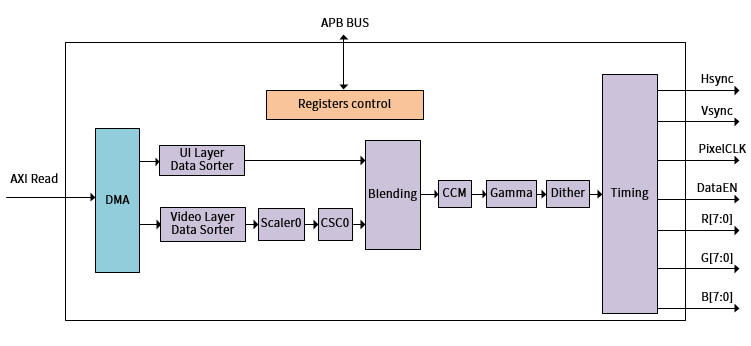 APB BUS
Registers control
AXI Read
DMA
UI Layer
Data Sorter
Video Layer
Data Sorter
Scaler0
CSC0
Blending
CCM
Gamma
Dither
Timing
Hsync
Vsync
PixelCLK
DataEN
R[7:0]
G[7:0]
B[7:0]